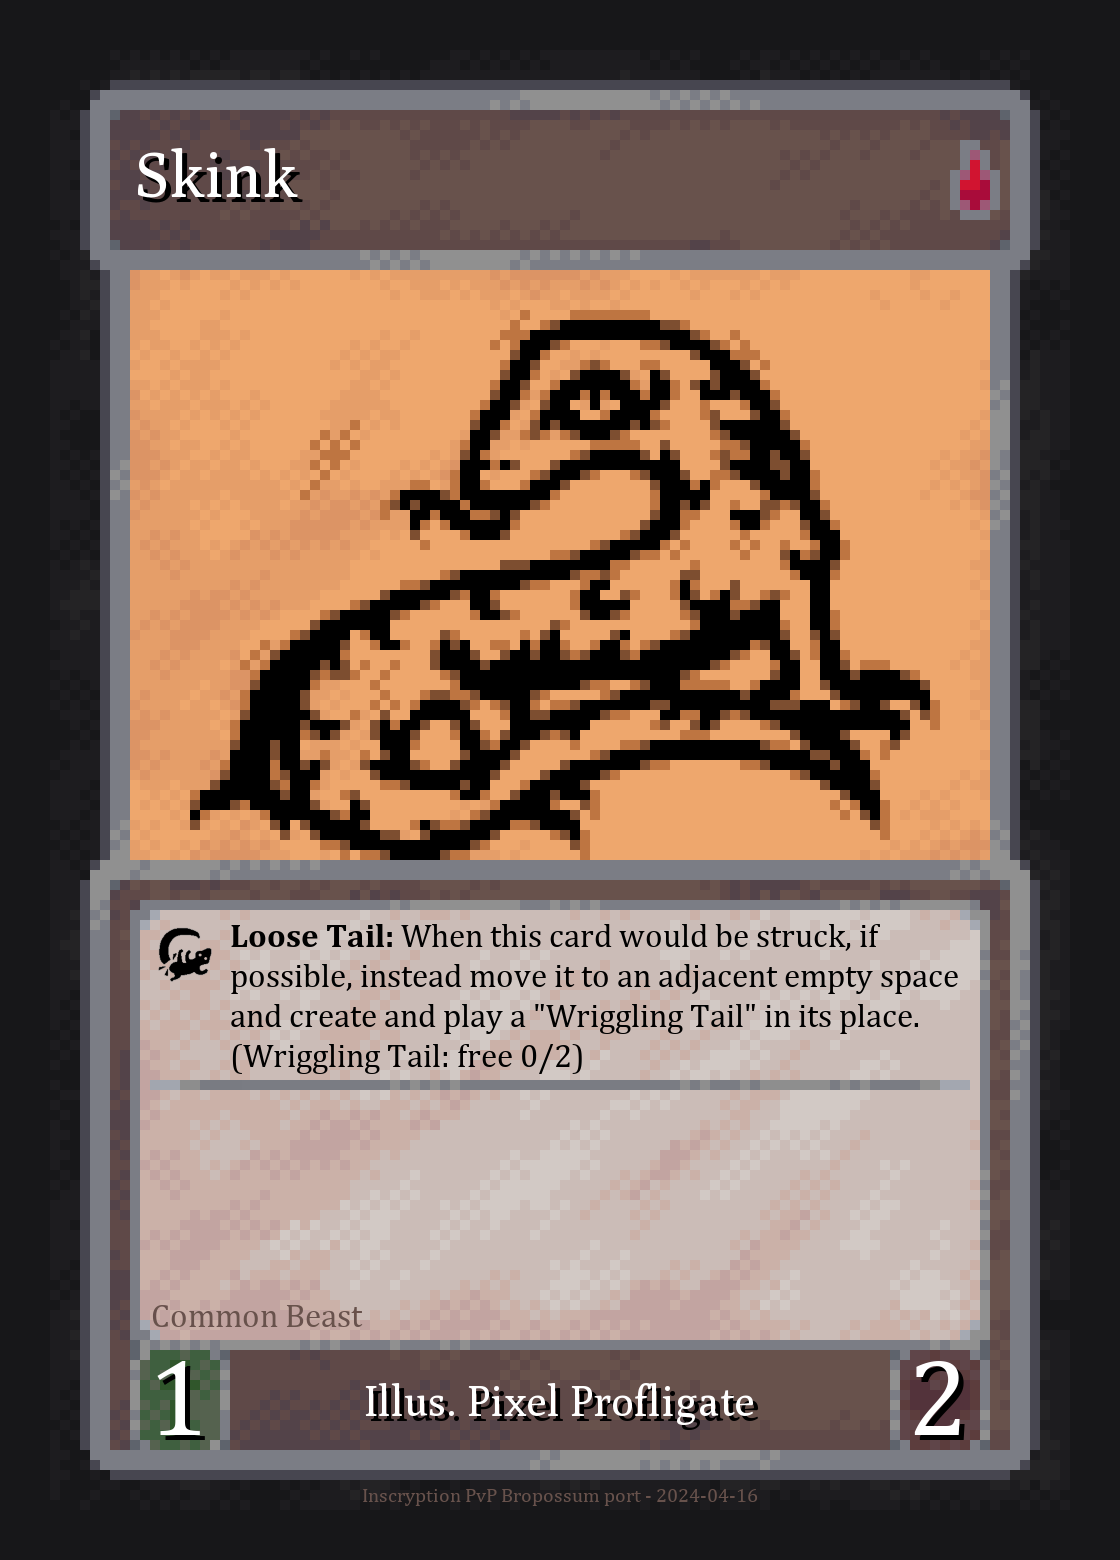 Skink
Loose Tail: When this card would be struck, if
possible, instead move it to an adjacent empty space
and create and play a "Wriggling Tail" in its place.
(Wriggling Tail: free 0/2)
Common Beast
1
Illus. Pixel Profligate
2
Inscryption PvP Bropossum port - 2024-04-16